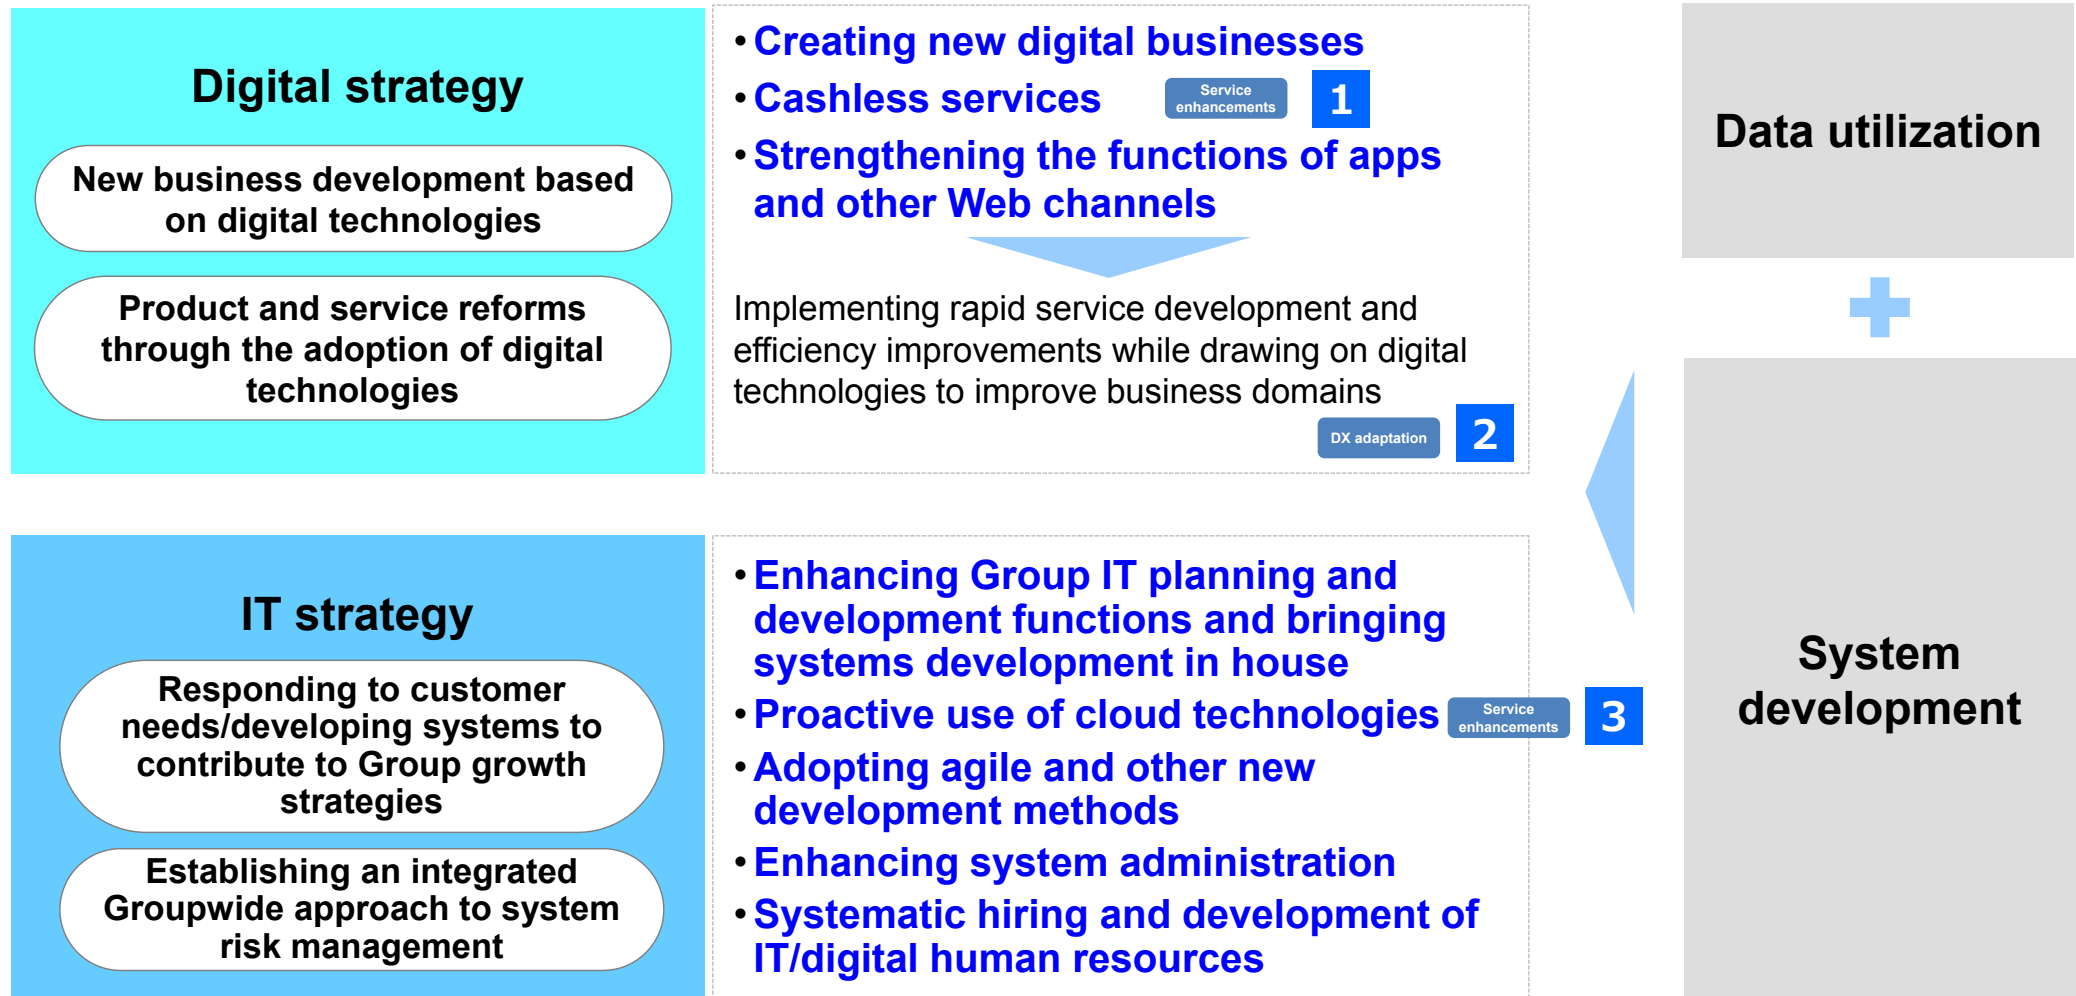 Digital strategy
New business development based
on digital technologies
Product and service reforms
through the adoption of digital
technologies
•Creating new digital businesses
•Cashless services
Service
enhancements
1
•Strengthening the functions of apps
and other Web channels
Implementing rapid service development and
efficiency improvements while drawing on digital
technologies to improve business domains
DX adaptation
2
Data utilization
IT strategy
Responding to customer
needs/developing systems to
contribute to Group growth
strategies
Establishing an integrated
Groupwide approach to system
risk management
•Enhancing Group IT planning and
development functions and bringing
systems development in house
•Proactive use of cloud technologies
Service
enhancements
3
•Adopting agile and other new
development methods
•Enhancing system administration
•Systematic hiring and development of
IT/digital human resources
System
development